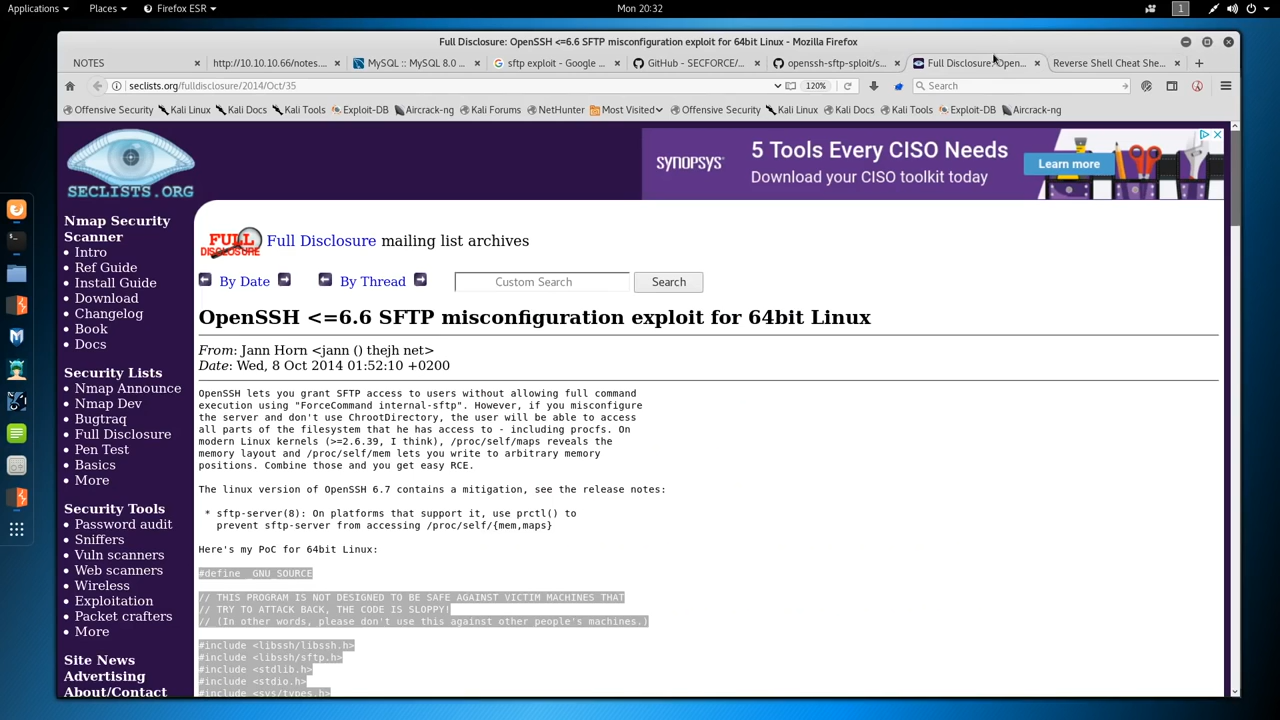 Applications Places Firefox ESR Mon 20:32 1
Full Disclosure: OpenSSH <=6.6 SFTP misconfiguration exploit for 64bit Linux - Mozilla Firefox
NOTES × http://10.10.10.66/notes.... × MySQL :: MySQL 8.0 ... × sftp exploit - Google ... × GitHub - SECFORCE/... × openssh-sftp-sploit/s... × Full Disclosure: Open... × Reverse Shell Cheat She... × +
seclists.org/fulldisclosure/2014/Oct/35 120% Search
Offensive Security Kali Linux Kali Docs Kali Tools Exploit-DB Aircrack-ng Kali Forums NetHunter Most Visited Offensive Security Kali Linux Kali Docs Kali Tools Exploit-DB Aircrack-ng
SECLISTS.ORG
SYNOPSYS® 5 Tools Every CISO Needs
Download your CISO toolkit today
Learn more
Nmap Security
Scanner
• Intro
• Ref Guide
• Install Guide
• Download
• Changelog
• Book
• Docs
Security Lists
• Nmap Announce
• Nmap Dev
• Bugtraq
• Full Disclosure
• Pen Test
• Basics
• More
Security Tools
• Password audit
• Sniffers
• Vuln scanners
• Web scanners
• Wireless
• Exploitation
• Packet crafters
• More
Site News
Advertising
About/Contact
FULL
DISCLOSURE
Full Disclosure mailing list archives
By Date By Thread Custom Search Search
OpenSSH <=6.6 SFTP misconfiguration exploit for 64bit Linux
From: Jann Horn <jann () thejh net>
Date: Wed, 8 Oct 2014 01:52:10 +0200
OpenSSH lets you grant SFTP access to users without allowing full command
execution using "ForceCommand internal-sftp". However, if you misconfigure
the server and don't use ChrootDirectory, the user will be able to access
all parts of the filesystem that he has access to - including procfs. On
modern Linux kernels (>=2.6.39, I think), /proc/self/maps reveals the
memory layout and /proc/self/mem lets you write to arbitrary memory
positions. Combine those and you get easy RCE.
The linux version of OpenSSH 6.7 contains a mitigation, see the release notes:
* sftp-server(8): On platforms that support it, use prctl() to
prevent sftp-server from accessing /proc/self/{mem,maps}
Here's my PoC for 64bit Linux:
#define _GNU_SOURCE
// THIS PROGRAM IS NOT DESIGNED TO BE SAFE AGAINST VICTIM MACHINES THAT
// TRY TO ATTACK BACK, THE CODE IS SLOPPY!
// (In other words, please don't use this against other people's machines.)
#include <libssh/libssh.h>
#include <libssh/sftp.h>
#include <stdlib.h>
#include <stdio.h>
#include <sys/types.h>